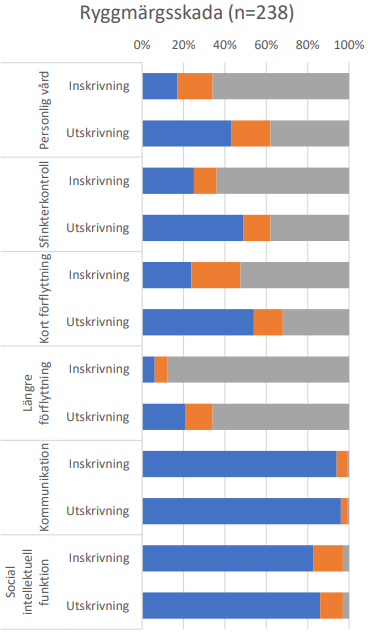 Ryggmärgsskada (n=238)
0% 20% 40% 60% 80% 100%
Personlig vård
Inskrivning
Utskrivning
Sfinkterkontroll
Inskrivning
Utskrivning
Kort förflyttning
Inskrivning
Utskrivning
Längre
förflyttning
Inskrivning
Utskrivning
Kommunikation
Inskrivning
Utskrivning
Social
intellektuell
funktion
Inskrivning
Utskrivning